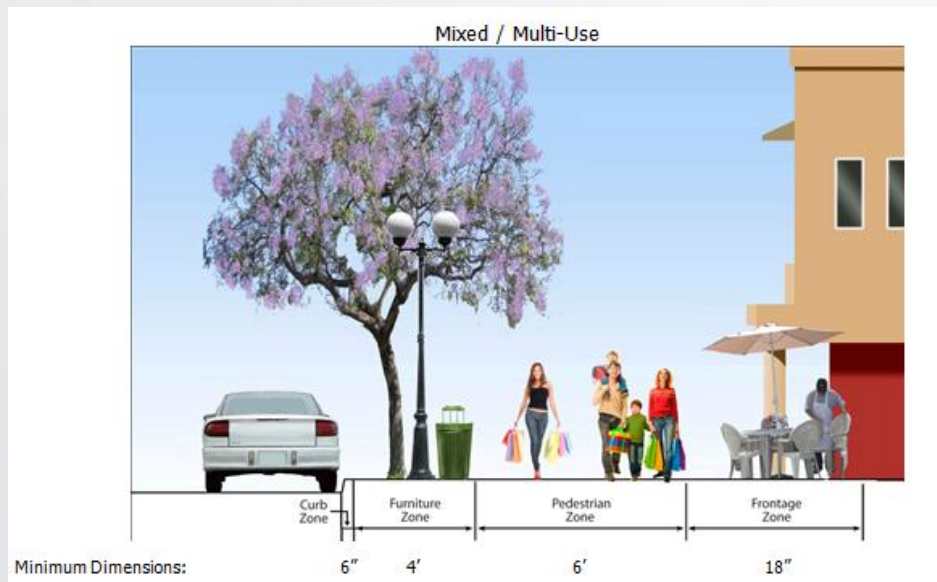 Mixed / Multi-Use
Curb
Zone
Furniture
Zone
Pedestrian
Zone
Frontage
Zone
Minimum Dimensions: 6” 4’ 6’ 18”